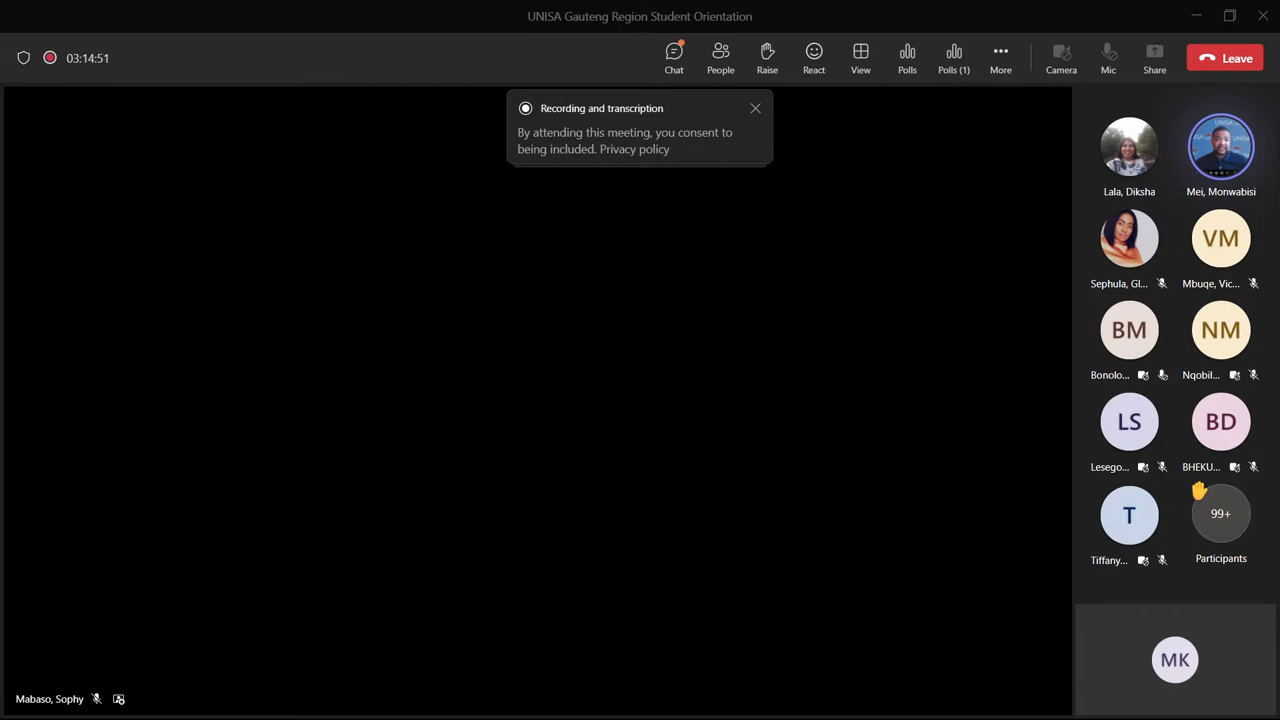 UNISA Gauteng Region Student Orientation
03:14:51
Chat
People
Raise
React
View
Polls
Polls (1)
More
Camera
Mic
Share
Leave
Recording and transcription
By attending this meeting, you consent to
being included. Privacy policy
Lala, Diksha
Mei, Monwabisi
Sephula, Gl...
VM
Mbuqe, Vic...
BM
Bonolo...
NM
Nqobil...
LS
Lesego...
BD
BHEKU...
T
Tiffany...
99+
Participants
MK
Mabaso, Sophy